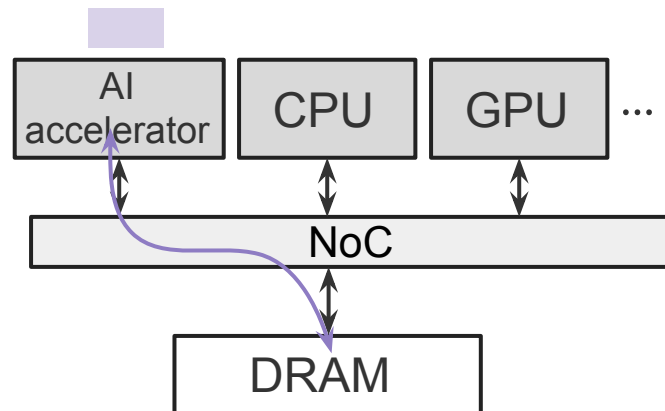 AI
accelerator
CPU
GPU
...
NoC
DRAM